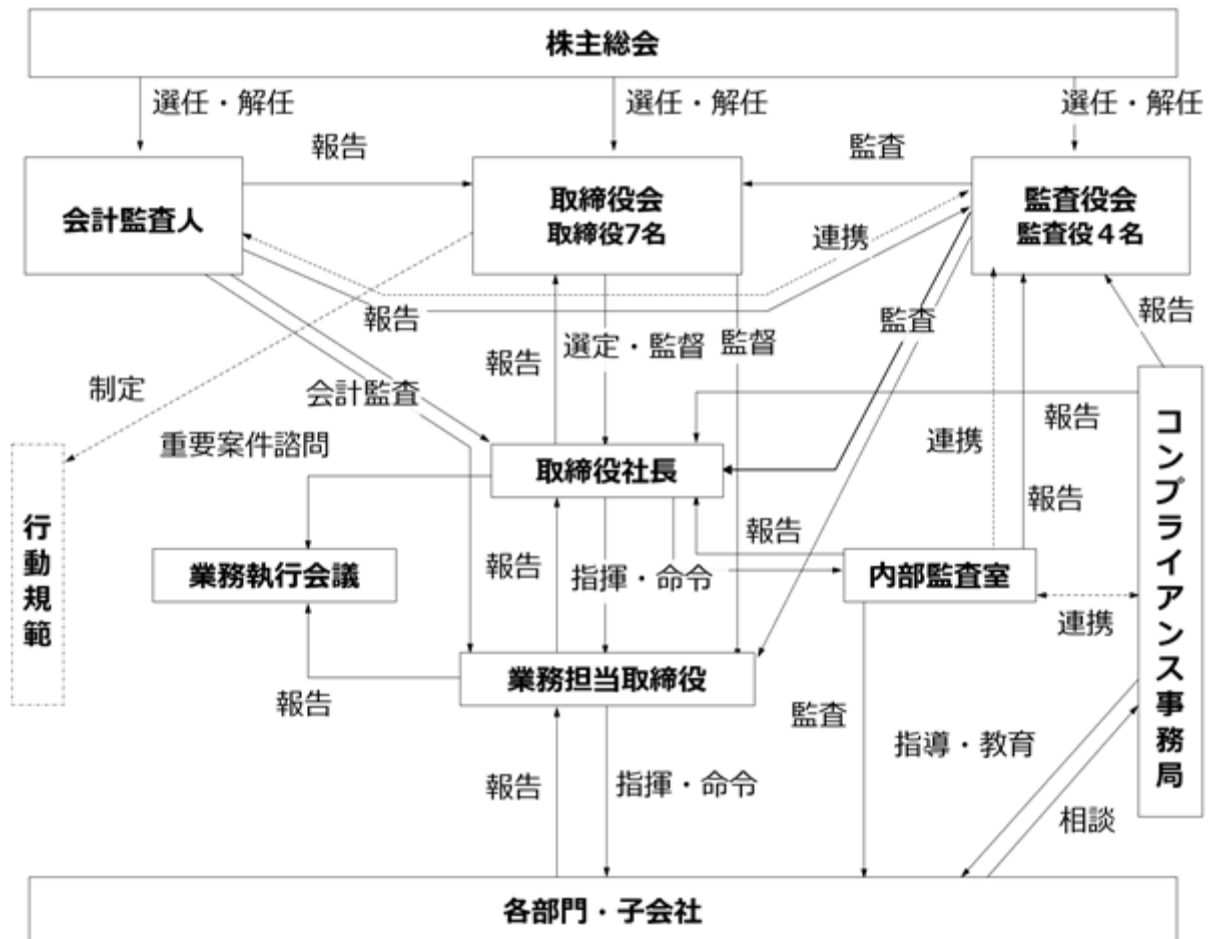 株主総会
選任・解任
選任・解任
選任・解任
報告
監査
会計監査人
取締役会
取締役7名
監査役会
監査役４名
連携
報告
監査
報告
報告
選定・監督
監督
制定
会計監査
報告
重要案件諮問
連携
取締役社長
報告
行動規範
業務執行会議
報告
指揮・命令
報告
内部監査室
連携
コンプライアンス事務局
業務担当取締役
報告
監査
指導・教育
報告
指揮・命令
相談
各部門・子会社